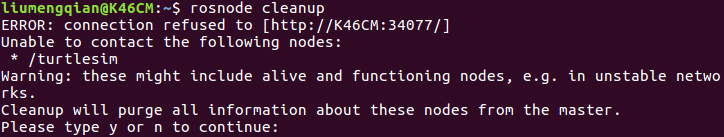 liumengqian@K46CM:~$ rosnode cleanup
ERROR: connection refused to [http://K46CM:34077/]
Unable to contact the following nodes:
 * /turtlesim
Warning: these might include alive and functioning nodes, e.g. in unstable netwo
rks.
Cleanup will purge all information about these nodes from the master.
Please type y or n to continue: